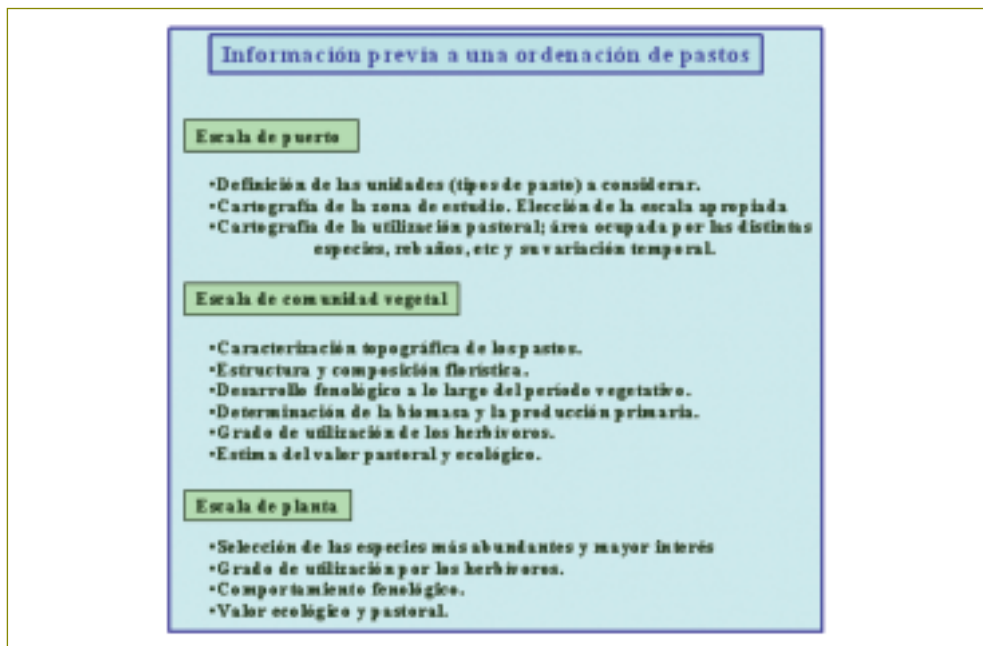 Información previa a una ordenación de pastos
Escala de puerto
•Definición de las unidades (tipos de pasto) a considerar.
•Cartografía de la zona de estudio. Elección de la escala apropiada
•Cartografía de la utilización pastoral; área ocupada por las distintas
especies, rebaños, etc y su variación temporal.
Escala de comunidad vegetal
•Caracterización topográfica de los pastos.
•Estructura y composición florística.
•Desarrollo fenológico a lo largo del período vegetativo.
•Determinación de la biomasa y la producción primaria.
•Grado de utilización de los herbívoros.
•Estima del valor pastoral y ecológico.
Escala de planta
•Selección de las especies más abundantes y mayor interés
•Grado de utilización por los herbívoros.
•Comportamiento fenológico.
•Valor ecológico y pastoral.